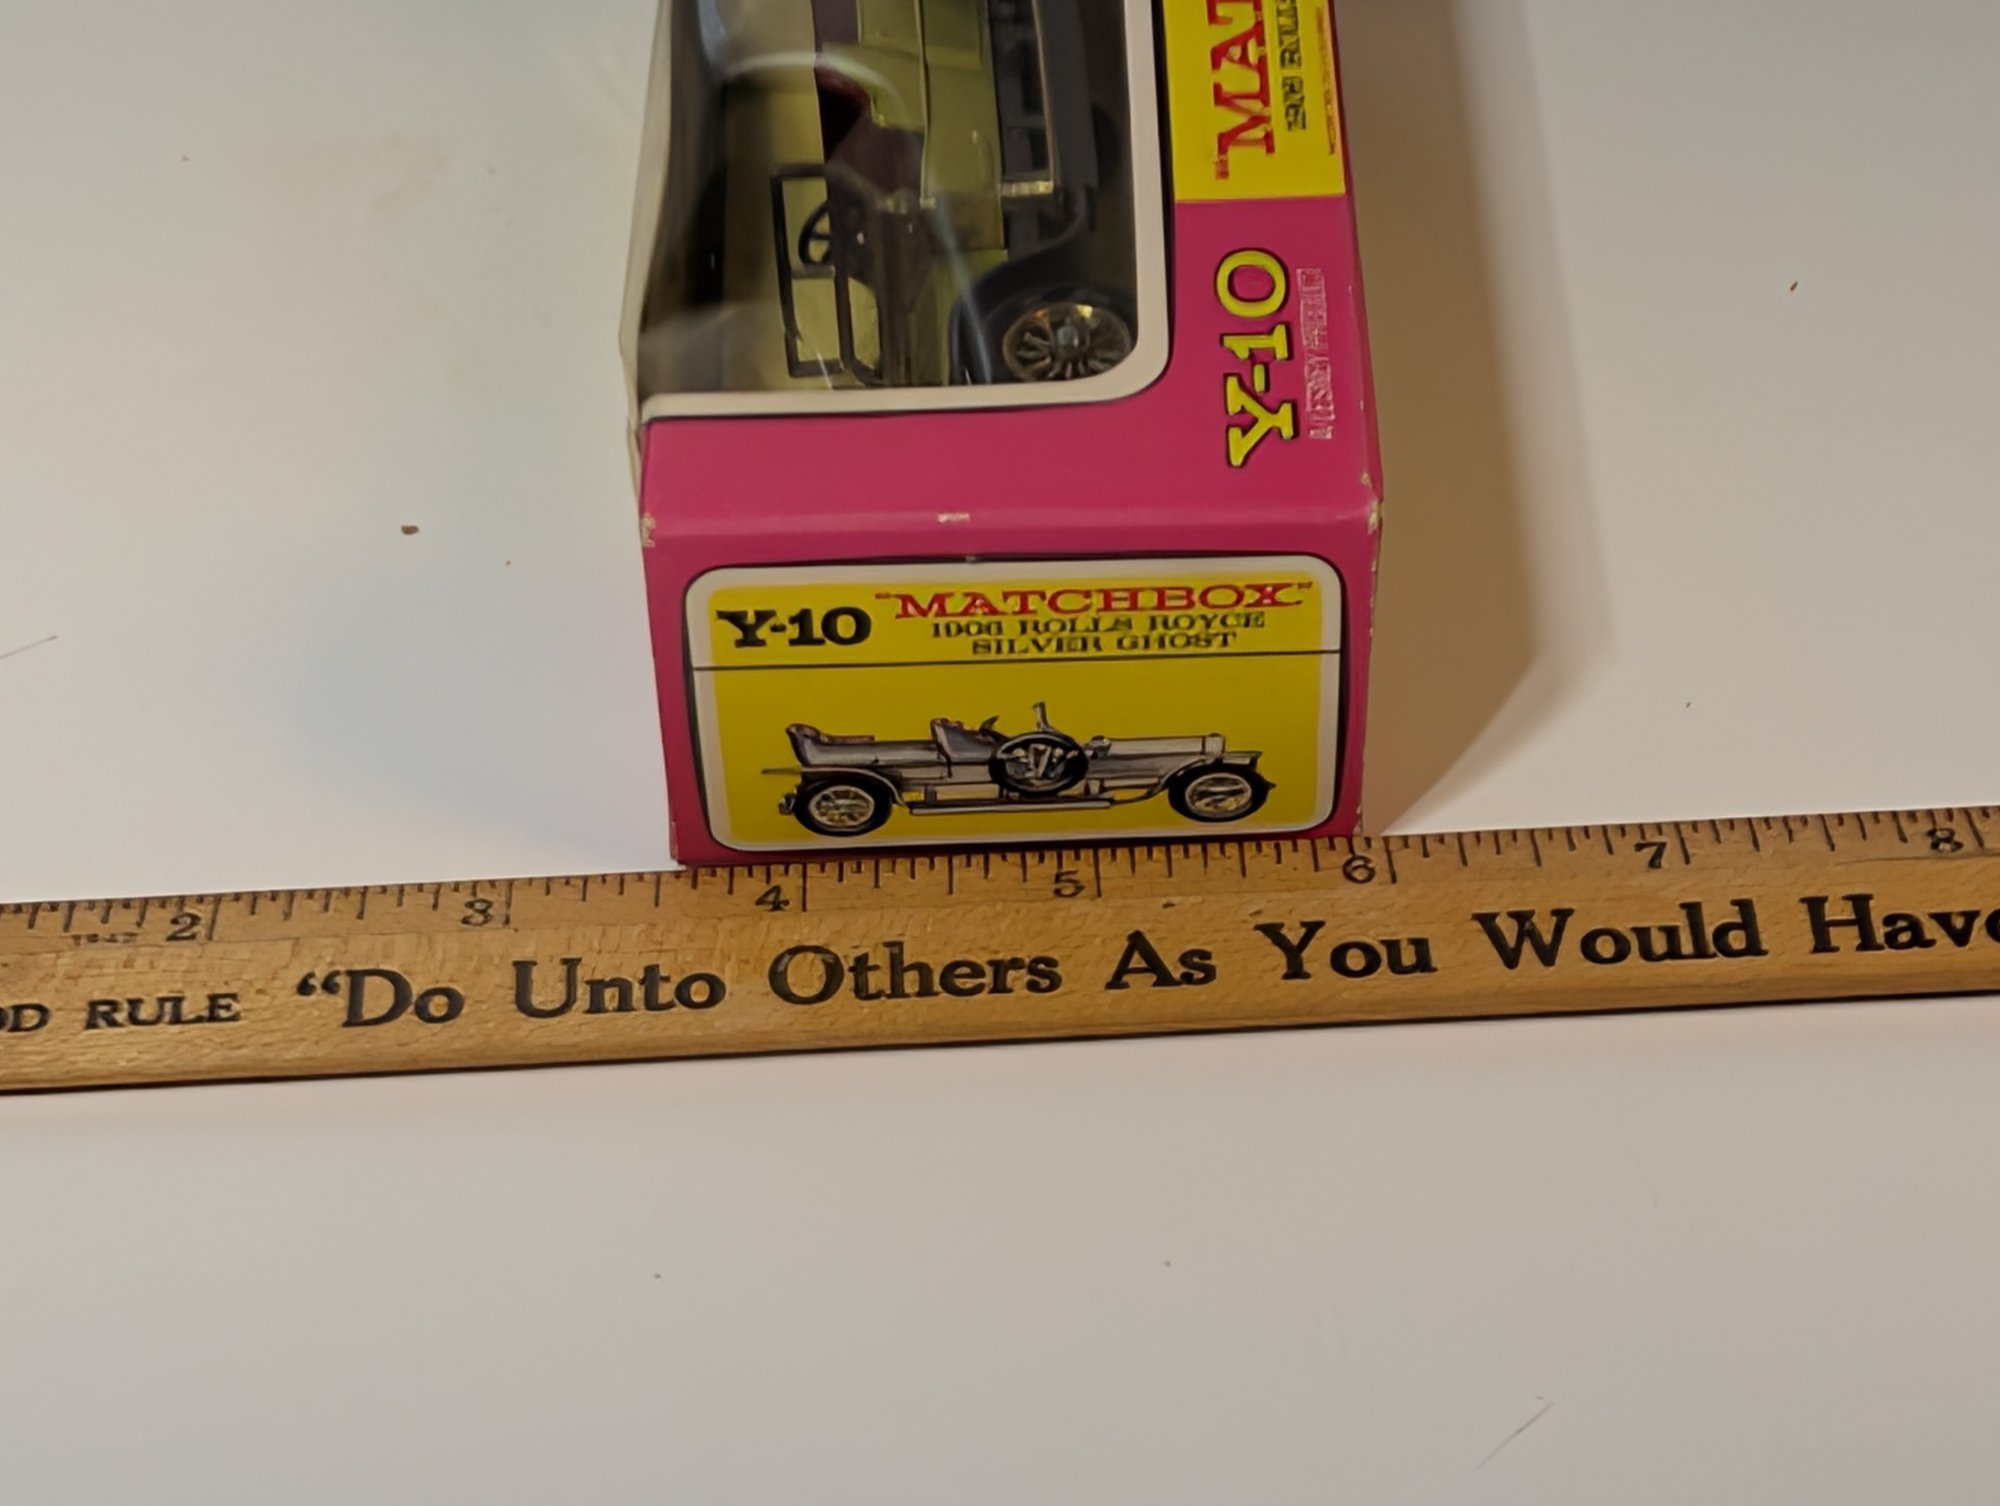 "MAT
Y-10
Y-10
"MATCHBOX"
1906 ROLLS ROYCE
SILVER GHOST
2 3 4 5 6 7 8
RULE "Do Unto Others As You Would Have